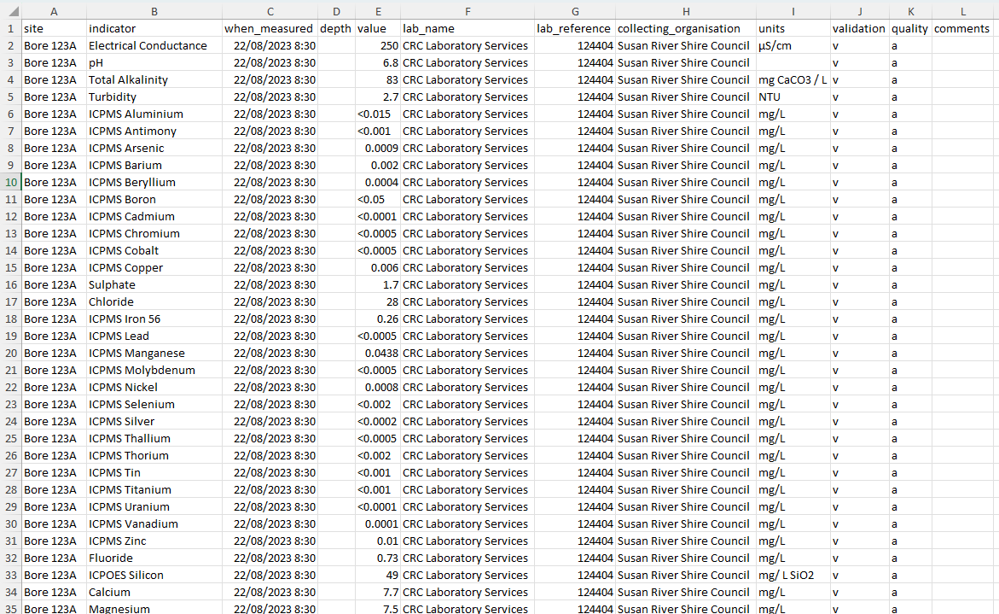 A B C D E F G H I J K L
1 site indicator when_measured depth value lab_name lab_reference collecting_organisation units validation quality comments
2 Bore 123A Electrical Conductance 22/08/2023 8:30 250 CRC Laboratory Services 124404 Susan River Shire Council µS/cm v a
3 Bore 123A pH 22/08/2023 8:30 6.8 CRC Laboratory Services 124404 Susan River Shire Council v a
4 Bore 123A Total Alkalinity 22/08/2023 8:30 83 CRC Laboratory Services 124404 Susan River Shire Council mg CaCO3 / L v a
5 Bore 123A Turbidity 22/08/2023 8:30 2.7 CRC Laboratory Services 124404 Susan River Shire Council NTU v a
6 Bore 123A ICPMS Aluminium 22/08/2023 8:30 <0.015 CRC Laboratory Services 124404 Susan River Shire Council mg/L v a
7 Bore 123A ICPMS Antimony 22/08/2023 8:30 <0.001 CRC Laboratory Services 124404 Susan River Shire Council mg/L v a
8 Bore 123A ICPMS Arsenic 22/08/2023 8:30 0.0009 CRC Laboratory Services 124404 Susan River Shire Council mg/L v a
9 Bore 123A ICPMS Barium 22/08/2023 8:30 0.002 CRC Laboratory Services 124404 Susan River Shire Council mg/L v a
10 Bore 123A ICPMS Beryllium 22/08/2023 8:30 0.0004 CRC Laboratory Services 124404 Susan River Shire Council mg/L v a
11 Bore 123A ICPMS Boron 22/08/2023 8:30 <0.05 CRC Laboratory Services 124404 Susan River Shire Council mg/L v a
12 Bore 123A ICPMS Cadmium 22/08/2023 8:30 <0.0001 CRC Laboratory Services 124404 Susan River Shire Council mg/L v a
13 Bore 123A ICPMS Chromium 22/08/2023 8:30 <0.0005 CRC Laboratory Services 124404 Susan River Shire Council mg/L v a
14 Bore 123A ICPMS Cobalt 22/08/2023 8:30 <0.0005 CRC Laboratory Services 124404 Susan River Shire Council mg/L v a
15 Bore 123A ICPMS Copper 22/08/2023 8:30 0.006 CRC Laboratory Services 124404 Susan River Shire Council mg/L v a
16 Bore 123A Sulphate 22/08/2023 8:30 1.7 CRC Laboratory Services 124404 Susan River Shire Council mg/L v a
17 Bore 123A Chloride 22/08/2023 8:30 28 CRC Laboratory Services 124404 Susan River Shire Council mg/L v a
18 Bore 123A ICPMS Iron 56 22/08/2023 8:30 0.26 CRC Laboratory Services 124404 Susan River Shire Council mg/L v a
19 Bore 123A ICPMS Lead 22/08/2023 8:30 <0.0005 CRC Laboratory Services 124404 Susan River Shire Council mg/L v a
20 Bore 123A ICPMS Manganese 22/08/2023 8:30 0.0438 CRC Laboratory Services 124404 Susan River Shire Council mg/L v a
21 Bore 123A ICPMS Molybdenum 22/08/2023 8:30 <0.0005 CRC Laboratory Services 124404 Susan River Shire Council mg/L v a
22 Bore 123A ICPMS Nickel 22/08/2023 8:30 0.0008 CRC Laboratory Services 124404 Susan River Shire Council mg/L v a
23 Bore 123A ICPMS Selenium 22/08/2023 8:30 <0.002 CRC Laboratory Services 124404 Susan River Shire Council mg/L v a
24 Bore 123A ICPMS Silver 22/08/2023 8:30 <0.0002 CRC Laboratory Services 124404 Susan River Shire Council mg/L v a
25 Bore 123A ICPMS Thallium 22/08/2023 8:30 <0.0005 CRC Laboratory Services 124404 Susan River Shire Council mg/L v a
26 Bore 123A ICPMS Thorium 22/08/2023 8:30 <0.002 CRC Laboratory Services 124404 Susan River Shire Council mg/L v a
27 Bore 123A ICPMS Tin 22/08/2023 8:30 <0.001 CRC Laboratory Services 124404 Susan River Shire Council mg/L v a
28 Bore 123A ICPMS Titanium 22/08/2023 8:30 <0.001 CRC Laboratory Services 124404 Susan River Shire Council mg/L v a
29 Bore 123A ICPMS Uranium 22/08/2023 8:30 <0.0001 CRC Laboratory Services 124404 Susan River Shire Council mg/L v a
30 Bore 123A ICPMS Vanadium 22/08/2023 8:30 0.0001 CRC Laboratory Services 124404 Susan River Shire Council mg/L v a
31 Bore 123A ICPMS Zinc 22/08/2023 8:30 0.01 CRC Laboratory Services 124404 Susan River Shire Council mg/L v a
32 Bore 123A Fluoride 22/08/2023 8:30 0.73 CRC Laboratory Services 124404 Susan River Shire Council mg/L v a
33 Bore 123A ICPOES Silicon 22/08/2023 8:30 49 CRC Laboratory Services 124404 Susan River Shire Council mg/ L SiO2 v a
34 Bore 123A Calcium 22/08/2023 8:30 7.7 CRC Laboratory Services 124404 Susan River Shire Council mg/L v a
35 Bore 123A Magnesium 22/08/2023 8:30 7.5 CRC Laboratory Services 124404 Susan River Shire Council mg/L v a